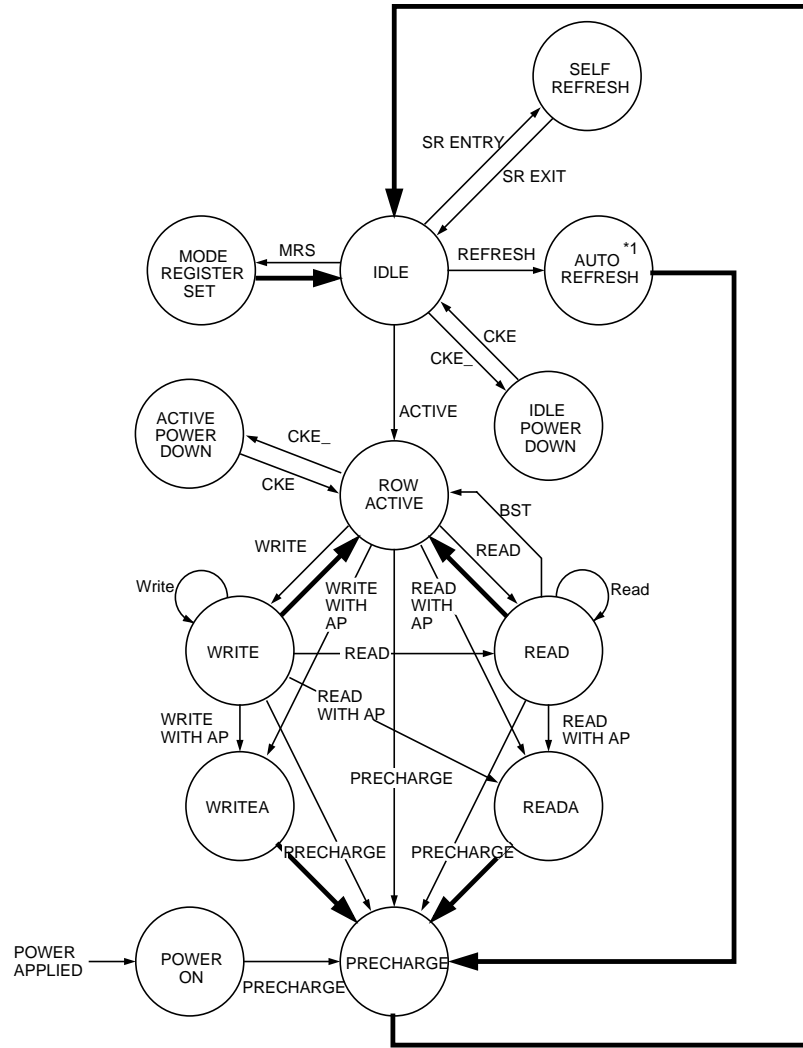 SELF
REFRESH
SR ENTRY
SR EXIT
MODE
REGISTER
SET
MRS
IDLE
REFRESH
*1
AUTO
REFRESH
CKE
CKE_
IDLE
POWER
DOWN
ACTIVE
ACTIVE
POWER
DOWN
CKE_
CKE
ROW
ACTIVE
BST
WRITE
READ
Write
WRITE
WITH
AP
READ
WITH
AP
Read
WRITE
READ
READ
WRITE
WITH AP
READ
WITH AP
READ
WITH AP
PRECHARGE
WRITEA
READA
PRECHARGE
PRECHARGE
POWER
APPLIED
POWER
ON
PRECHARGE
PRECHARGE